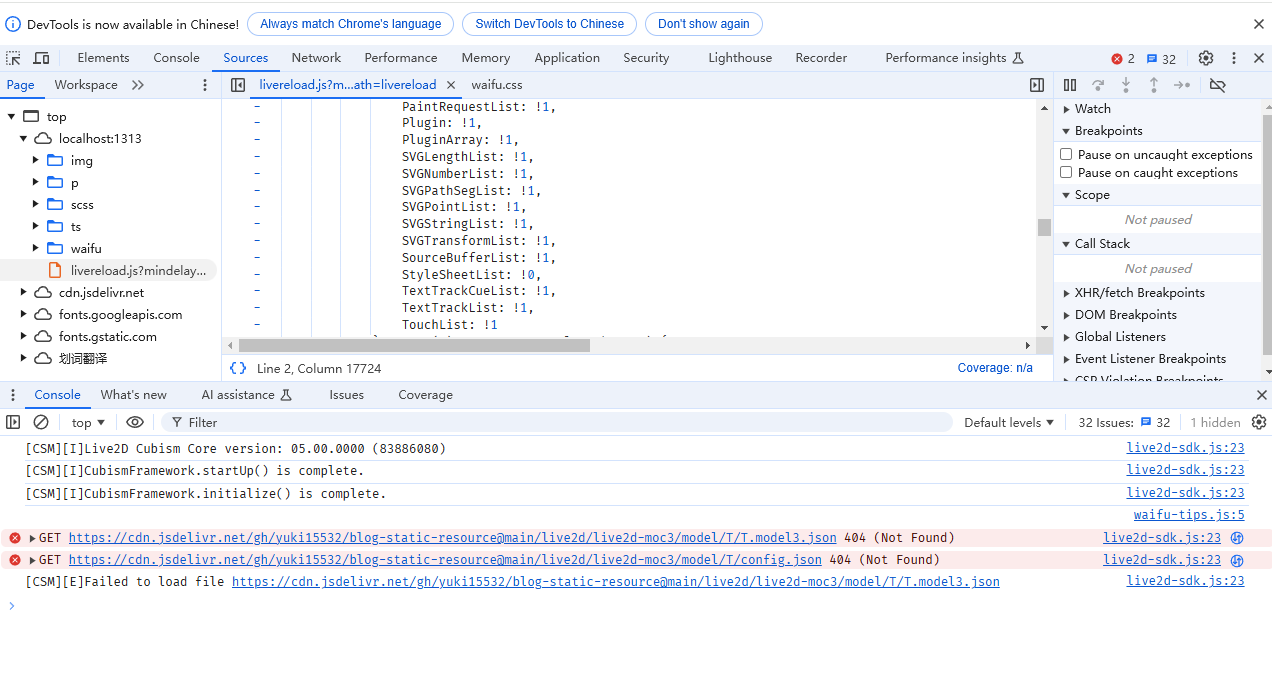 DevTools is now available in Chinese! Always match Chrome's language Switch DevTools to Chinese Don't show again
Elements Console Sources Network Performance Memory Application Security Lighthouse Recorder Performance insights 2 32
Page Workspace
livereload.js?m...ath=livereload waifu.css
top
localhost:1313
img
p
scss
ts
waifu
livereload.js?mindelay...
cdn.jsdelivr.net
fonts.googleapis.com
fonts.gstatic.com
划词翻译
- PaintRequestList: !1,
- Plugin: !1,
- PluginArray: !1,
- SVGLengthList: !1,
- SVGNumberList: !1,
- SVGPathSegList: !1,
- SVGPointList: !1,
- SVGStringList: !1,
- SVGTransformList: !1,
- SourceBufferList: !1,
- StyleSheetList: !0,
- TextTrackCueList: !1,
- TextTrackList: !1,
- TouchList: !1
{} Line 2, Column 17724 Coverage: n/a
Watch
Breakpoints
Pause on uncaught exceptions
Pause on caught exceptions
Scope
Not paused
Call Stack
Not paused
XHR/fetch Breakpoints
DOM Breakpoints
Global Listeners
Event Listener Breakpoints
CSP Violation Breakpoints
Console What's new AI assistance Issues Coverage
top Filter Default levels 32 Issues: 32 1 hidden
[CSM][I]Live2D Cubism Core version: 05.00.0000 (83886080) live2d-sdk.js:23
[CSM][I]CubismFramework.startUp() is complete. live2d-sdk.js:23
[CSM][I]CubismFramework.initialize() is complete. live2d-sdk.js:23
waifu-tips.js:5
GET https://cdn.jsdelivr.net/gh/yuki15532/blog-static-resource@main/live2d/live2d-moc3/model/T/T.model3.json 404 (Not Found) live2d-sdk.js:23
GET https://cdn.jsdelivr.net/gh/yuki15532/blog-static-resource@main/live2d/live2d-moc3/model/T/config.json 404 (Not Found) live2d-sdk.js:23
[CSM][E]Failed to load file https://cdn.jsdelivr.net/gh/yuki15532/blog-static-resource@main/live2d/live2d-moc3/model/T/T.model3.json live2d-sdk.js:23